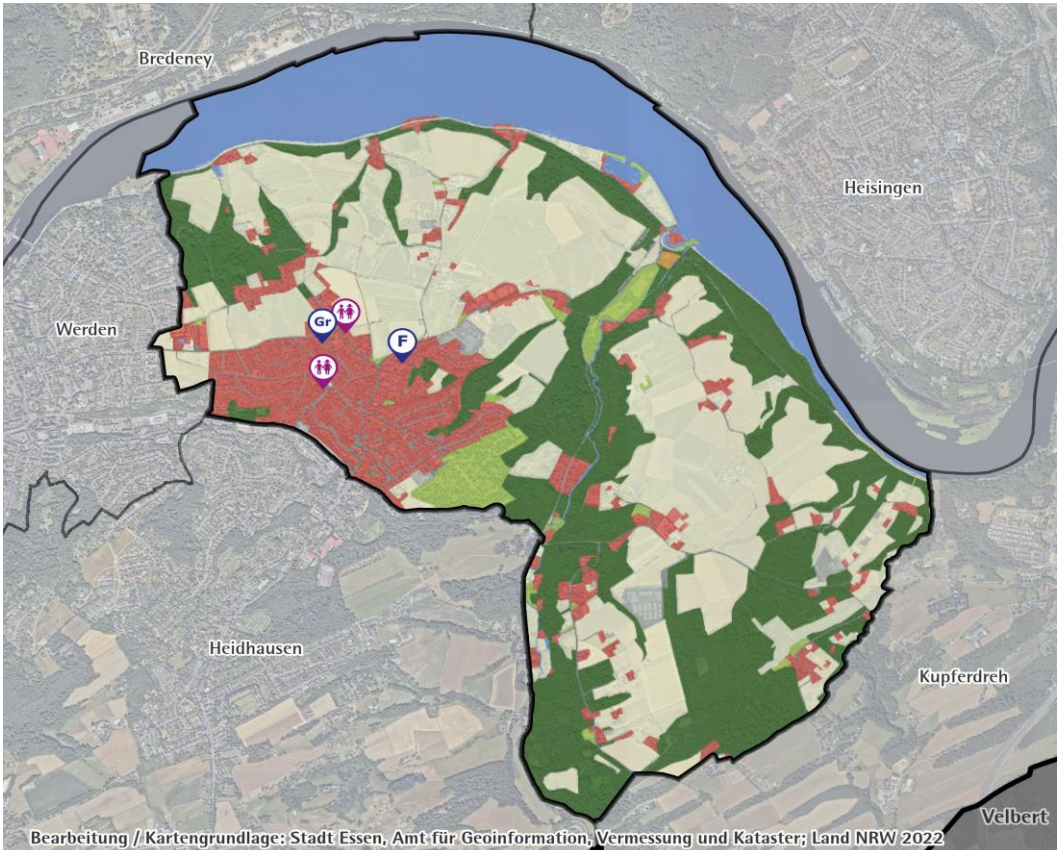 Bredeney
Heisingen
Gr
F
Werden
Heidhausen
Kupferdreh
Velbert
Bearbeitung / Kartengrundlage: Stadt Essen, Amt für Geoinformation, Vermessung und Kataster; Land NRW 2022